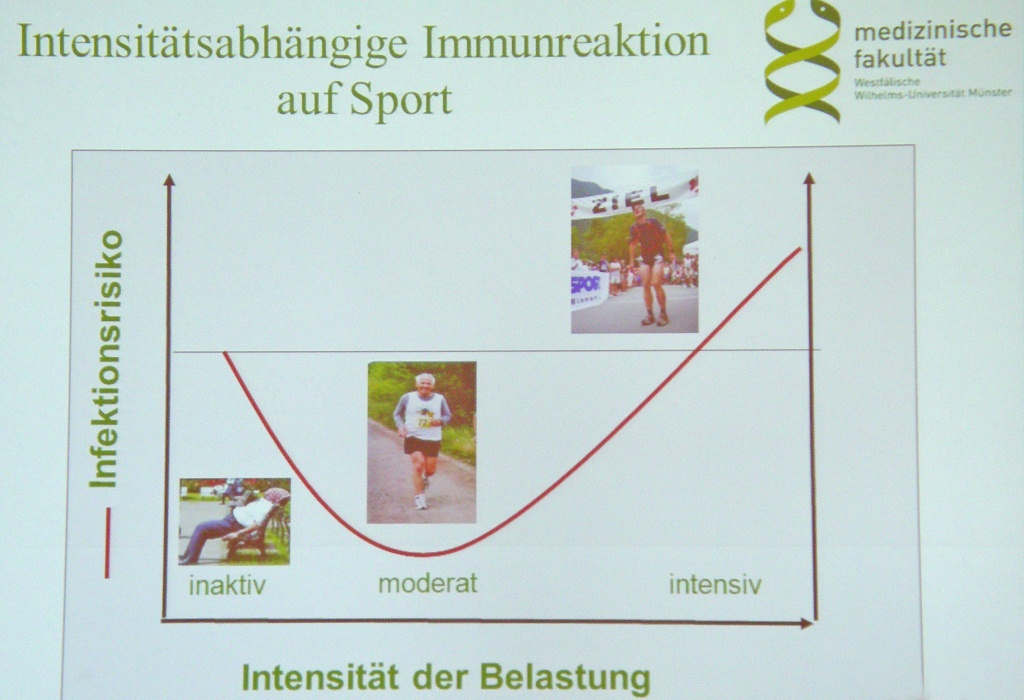 Intensitätsabhängige Immunreaktion
auf Sport
medizinische
fakultät
Westfälische
Wilhelms-Universität Münster
ZIEL
SPOR
Infektionsrisiko
inaktiv
moderat
intensiv
Intensität der Belastung